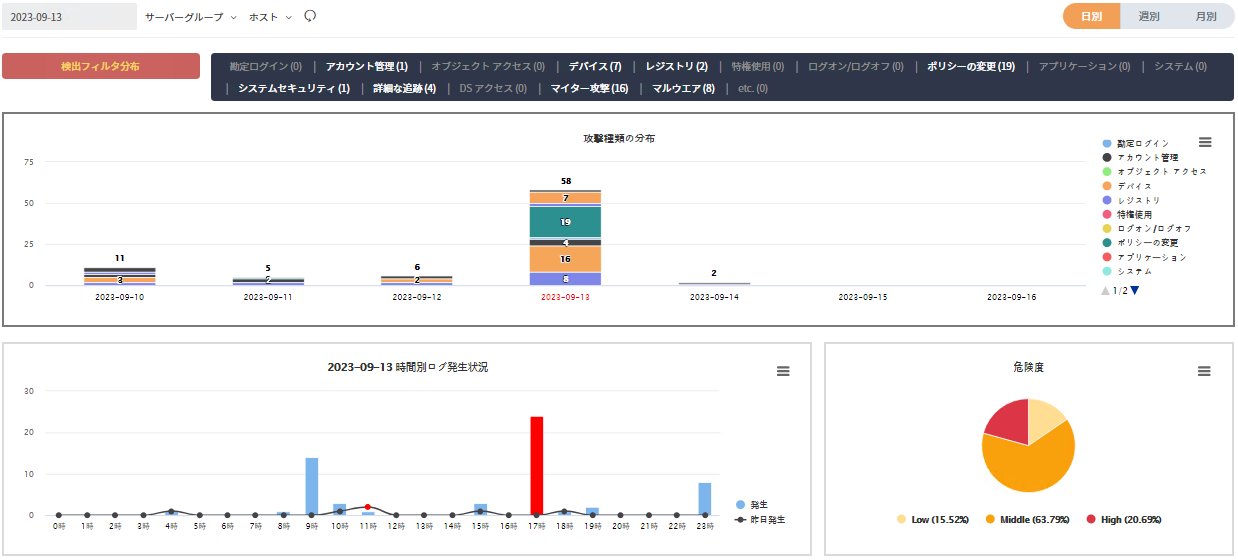 2023-09-13 サーバーグループ ホスト 日別 週別 月別
検出フィルタ分布
勘定ログイン (0) | アカウント管理 (1) | オブジェクト アクセス (0) | デバイス (7) | レジストリ (2) | 特権使用 (0) | ログオン/ログオフ (0) | ポリシーの変更 (19) | アプリケーション (0) | システム (0)
| システムセキュリティ (1) | 詳細な追跡 (4) | DS アクセス (0) | マイター攻撃 (16) | マルウエア (8) | etc. (0)
攻撃種類の分布
75
50
25
0
11
3
5
2
6
2
58
7
19
4
16
8
2
2023-09-10 2023-09-11 2023-09-12 2023-09-13 2023-09-14 2023-09-15 2023-09-16
勘定ログイン
アカウント管理
オブジェクト アクセス
デバイス
レジストリ
特権使用
ログオン/ログオフ
ポリシーの変更
アプリケーション
システム
1/2
2023-09-13 時間別ログ発生状況
30
20
10
0
0時 1時 2時 3時 4時 5時 6時 7時 8時 9時 10時 11時 12時 13時 14時 15時 16時 17時 18時 19時 20時 21時 22時 23時
発生
昨日発生
危険度
Low (15.52%) Middle (63.79%) High (20.69%)